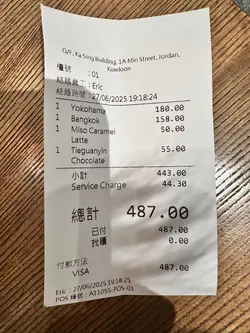 G/F, Ka Sing Building, 1A Min Street, Jordan,
Kowloon
檯號 : 01
結賬員工 : Eric
結賬時間 : 27/06/2025 19:18:24
1 Yokohama 180.00
1 Bangkok 158.00
1 Miso Caramel 50.00
Latte
1 Tieguanyin 55.00
Chocolate
小計 443.00
Service Charge 44.30
總計 487.00
已付 487.00
找續 0.00
付款方法
VISA 487.00
Eric : 27/06/2025 19:18:25
POS 編號 : A11055-POS-01